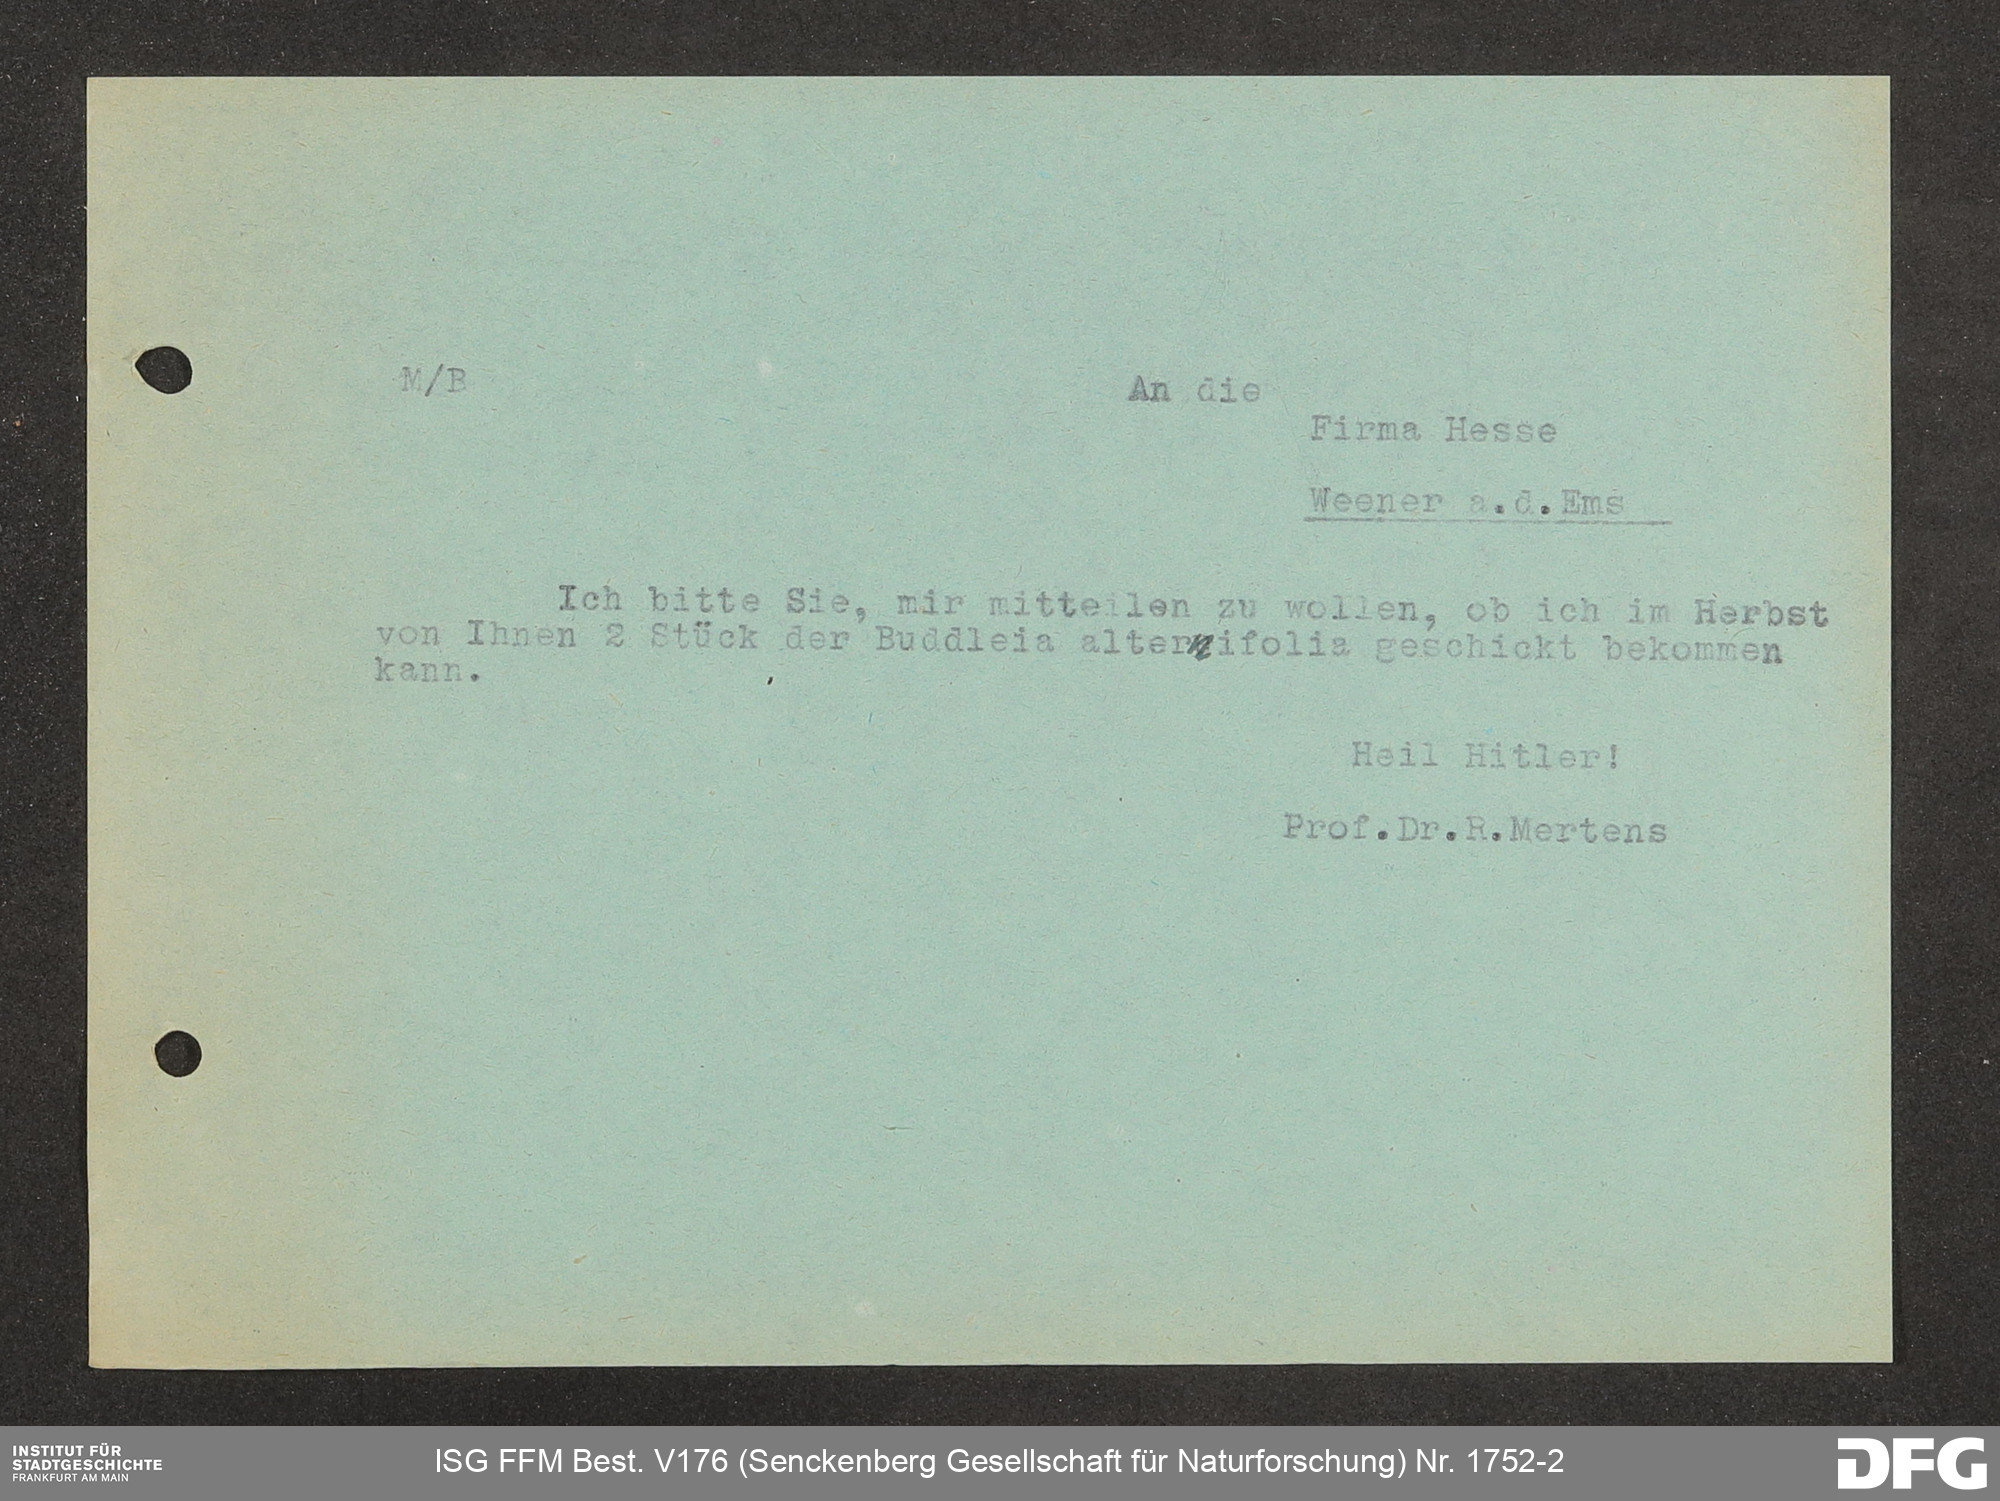 M/B
An die
Firma Hesse
Weener a.d.Ems
Ich bitte Sie, mir mitteilen zu wollen, ob ich im Herbst
von Ihnen 2 Stück der Buddleia alternifolia geschickt bekommen
kann.
Heil Hitler!
Prof.Dr.R.Mertens
INSTITUT FÜR
STADTGESCHICHTE
FRANKFURT AM MAIN
ISG FFM Best. V176 (Senckenberg Gesellschaft für Naturforschung) Nr. 1752-2
DFG